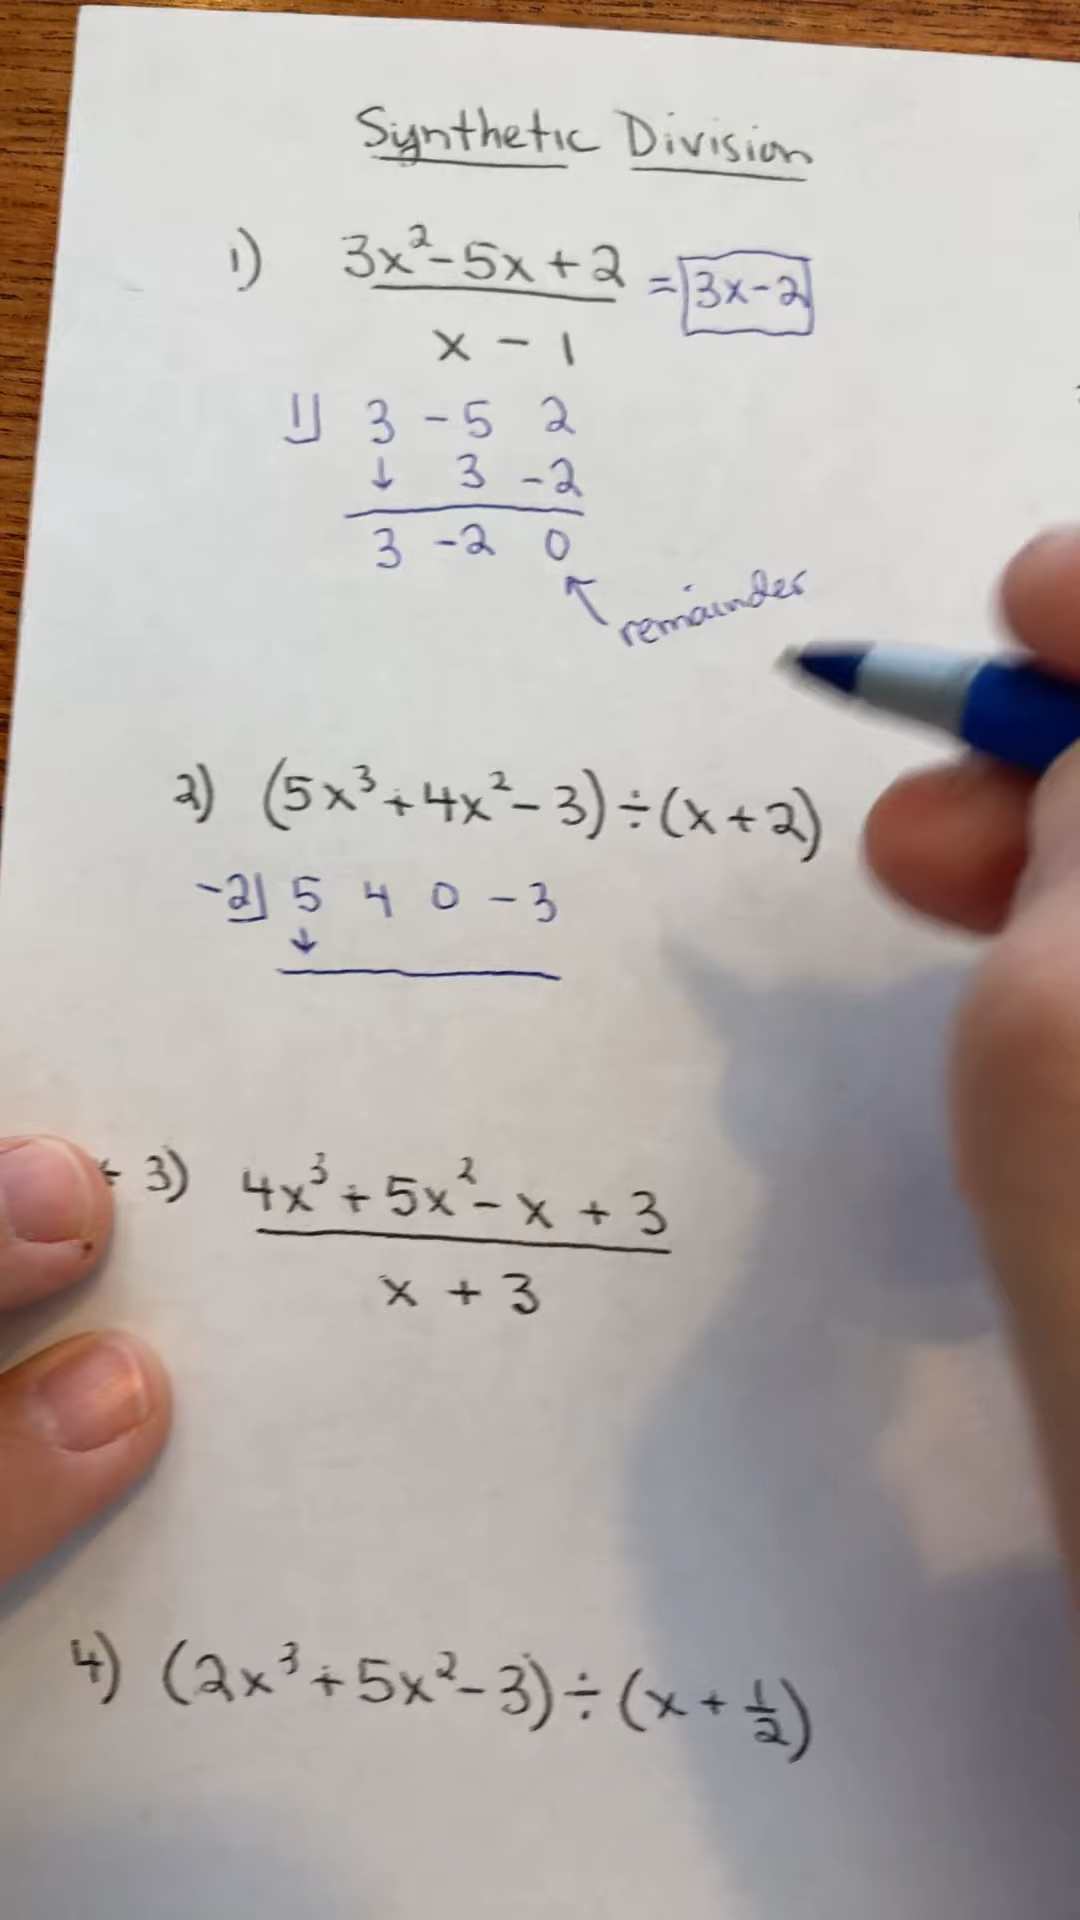 Synthetic Division
1) 3x²-5x+2 = 3x-2
x - 1
1 3 -5 2
↓ 3 -2
3 -2 0
remainder
2) (5x³+4x²-3)÷(x+2)
-2 5 4 0 -3
↓
3) 4x³+5x²-x+3
x+3
4) (2x³+5x²-3)÷(x+1/2)